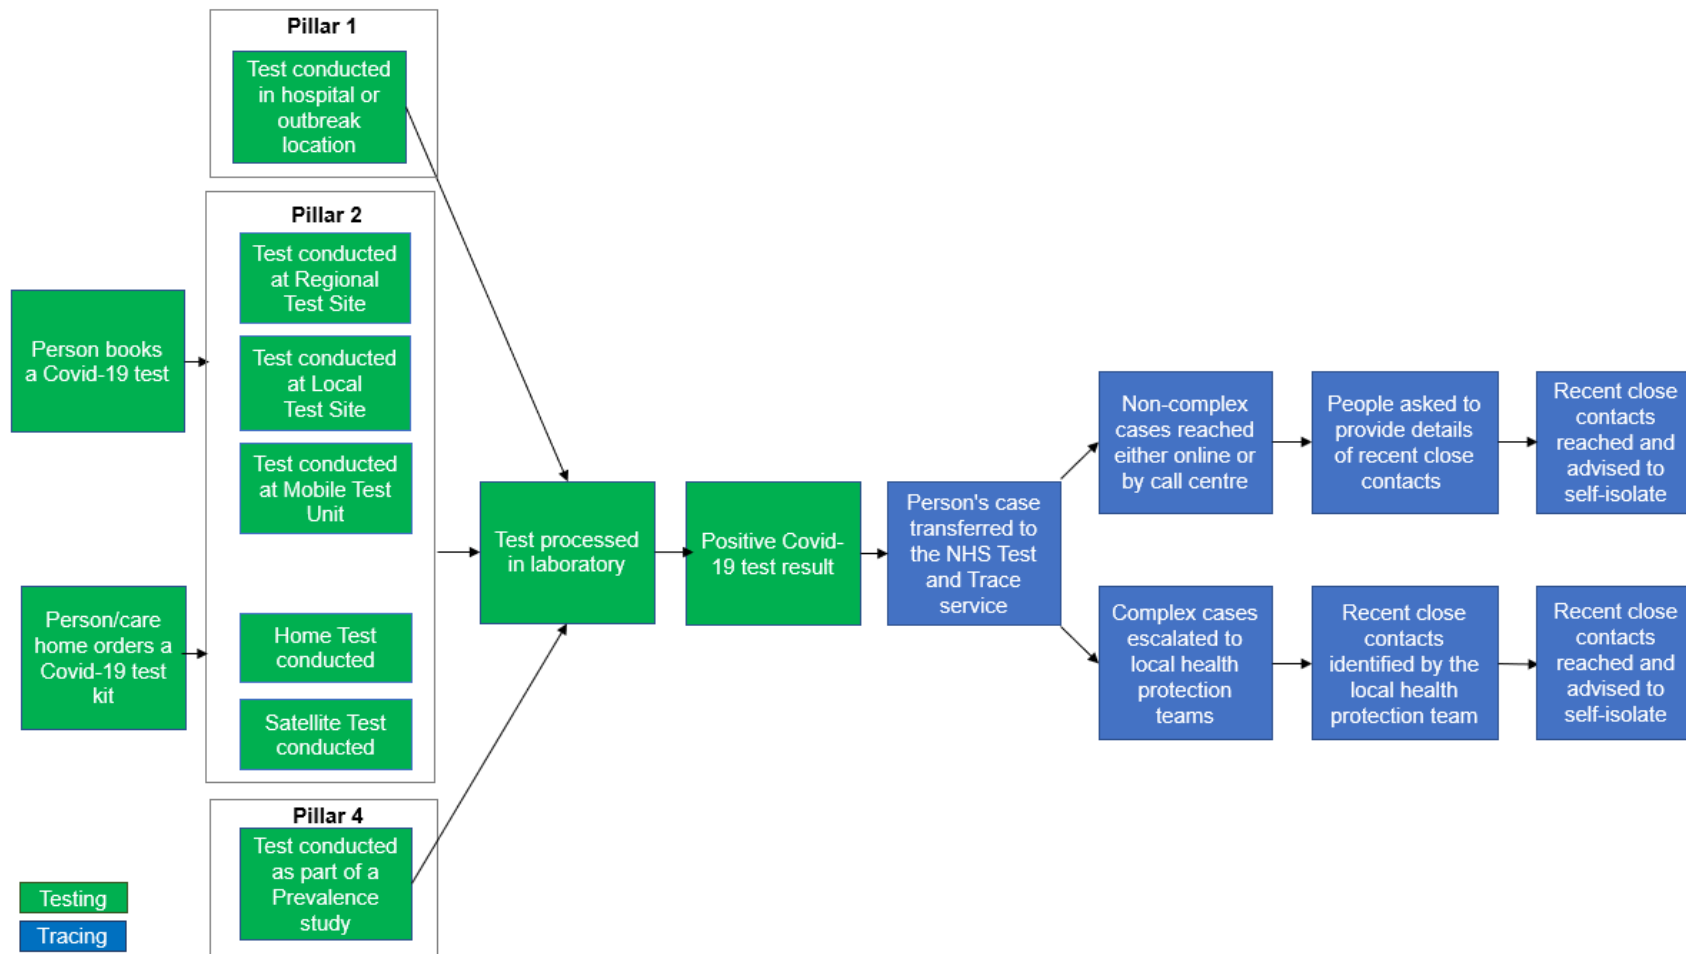 Pillar 1
Test conducted
in hospital or
outbreak
location
Pillar 2
Test conducted
at Regional
Test Site
Test conducted
at Local
Test Site
Test conducted
at Mobile Test
Unit
Home Test
conducted
Satellite Test
conducted
Person books
a Covid-19 test
Person/care
home orders a
Covid-19 test
kit
Pillar 4
Test conducted
as part of a
Prevalence
study
Testing
Tracing
Test processed
in laboratory
Positive Covid-
19 test result
Person's case
transferred to
the NHS Test
and Trace
service
Non-complex
cases reached
either online or
by call centre
People asked to
provide details
of recent close
contacts
Recent close
contacts
reached and
advised to
self-isolate
Complex cases
escalated to
local health
protection
teams
Recent close
contacts
identified by the
local health
protection team
Recent close
contacts
reached and
advised to
self-isolate